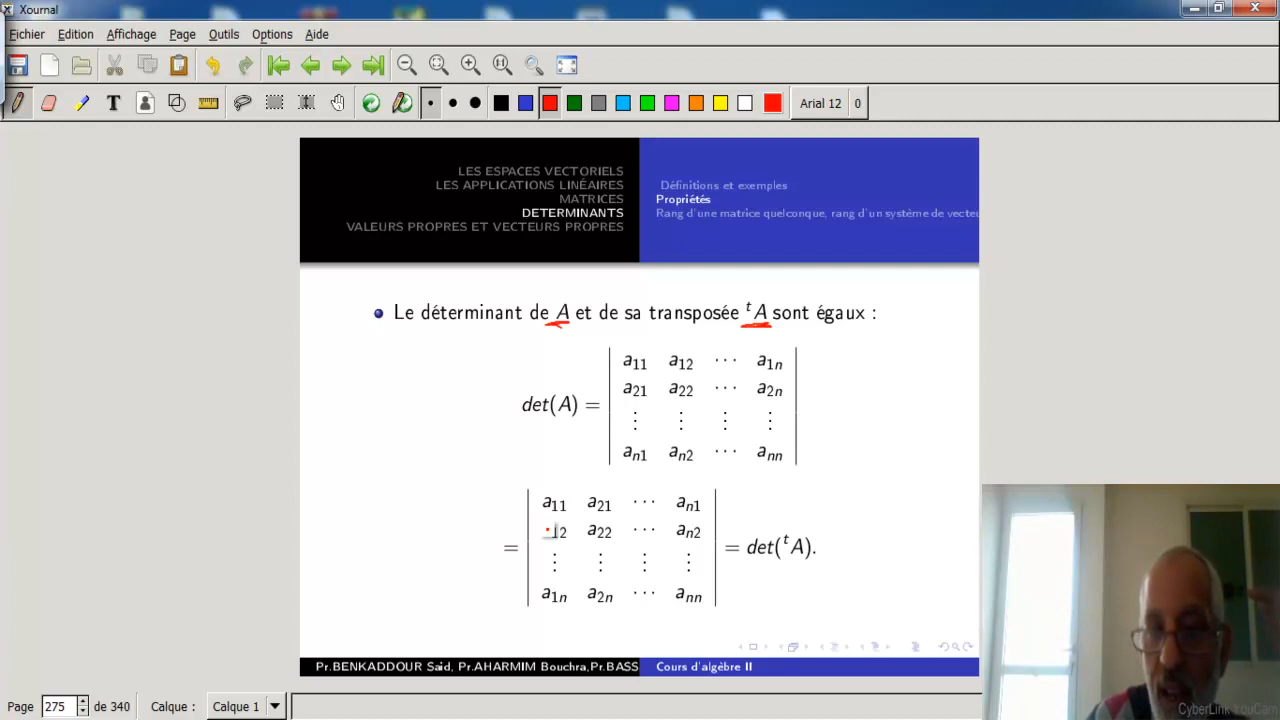 Xournal
Fichier Edition Affichage Page Outils Options Aide
Arial 12 0
LES ESPACES VECTORIELS
LES APPLICATIONS LINÉAIRES
MATRICES
DETERMINANTS
VALEURS PROPRES ET VECTEURS PROPRES
Définitions et exemples
Propriétés
Rang d'une matrice quelconque, rang d'un système de vecteu
Le déterminant de A et de sa transposée ᵗA sont égaux :
a₁₁ a₁₂ ··· a₁ₙ
a₂₁ a₂₂ ··· a₂ₙ
det(A) =
⋮ ⋮ ⋮ ⋮
aₙ₁ aₙ₂ ··· aₙₙ
a₁₁ a₂₁ ··· aₙ₁
₁₂ a₂₂ ··· aₙ₂
= = det(ᵗA).
⋮ ⋮ ⋮ ⋮
a₁ₙ a₂ₙ ··· aₙₙ
Pr.BENKADDOUR Said, Pr.AHARMIM Bouchra,Pr.BASS Cours d'algèbre II
Page 275 de 340 Calque : Calque 1
CyberLink YouCam